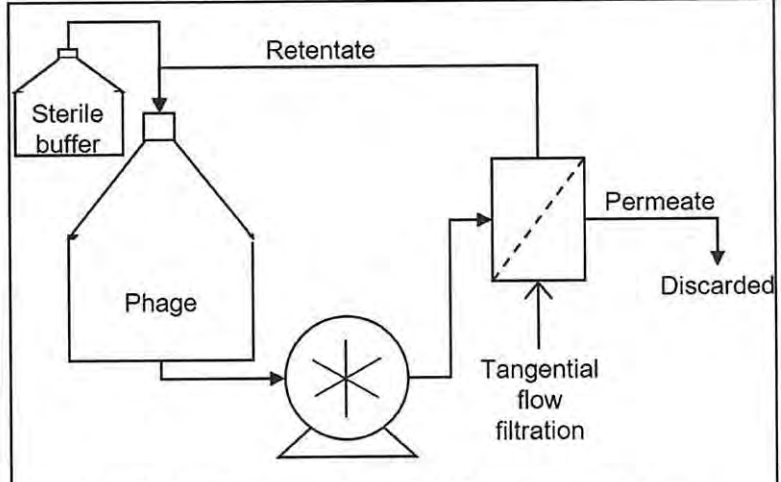 Retentate
Sterile
buffer
Permeate
Phage
Discarded
Tangential
flow
filtration